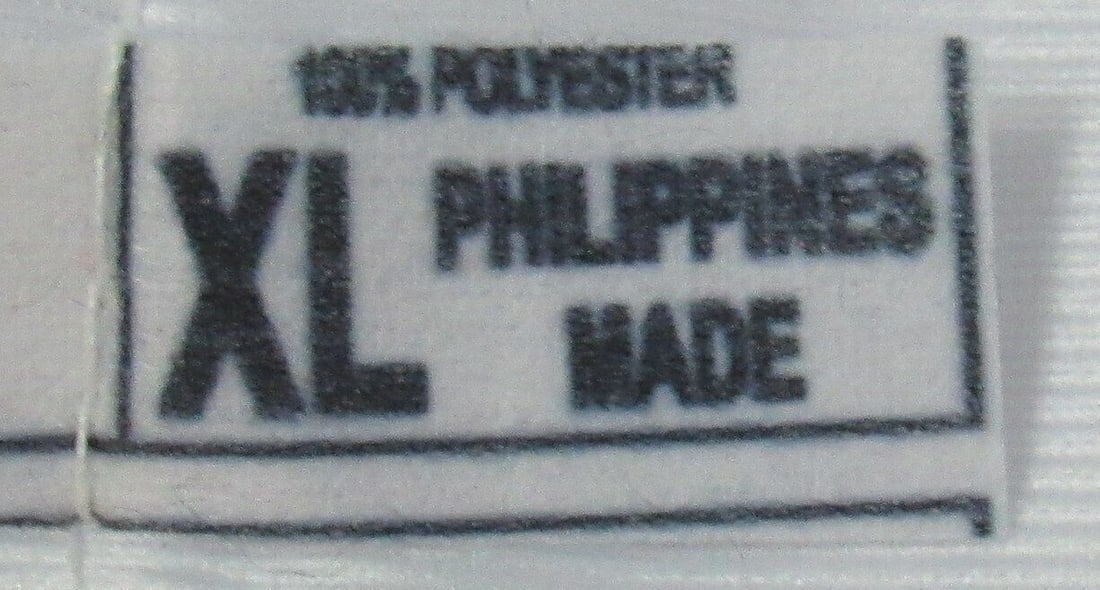 100% POLYESTER
XL
PHILIPPINES
MADE